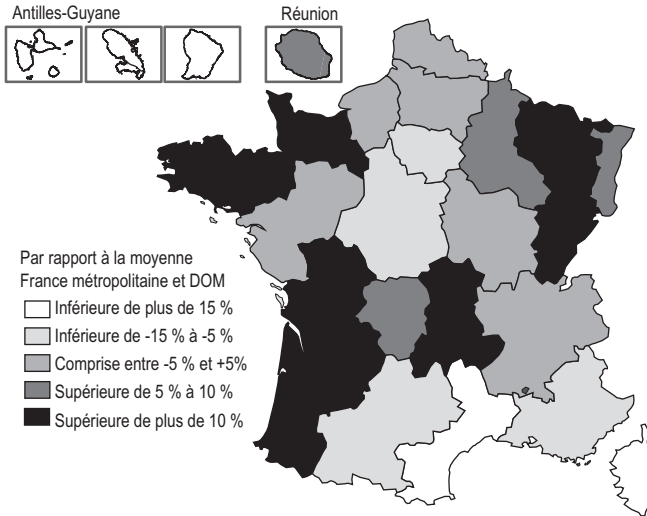 Antilles-Guyane
Réunion
Par rapport à la moyenne
France métropolitaine et DOM
Inférieure de plus de 15 %
Inférieure de -15 % à -5 %
Comprise entre -5 % et +5%
Supérieure de 5 % à 10 %
Supérieure de plus de 10 %